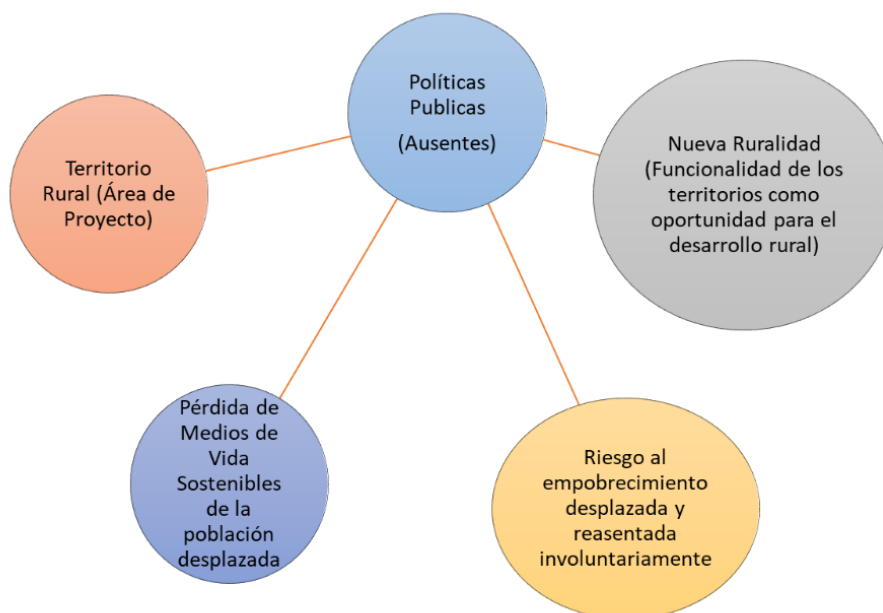 Políticas
Publicas
(Ausentes)
Territorio
Rural (Área de
Proyecto)
Nueva Ruralidad
(Funcionalidad de los
territorios como
oportunidad para el
desarrollo rural)
Pérdida de
Medios de
Vida
Sostenibles
de la
población
desplazada
Riesgo al
empobrecimiento
desplazada y
reasentada
involuntariamente